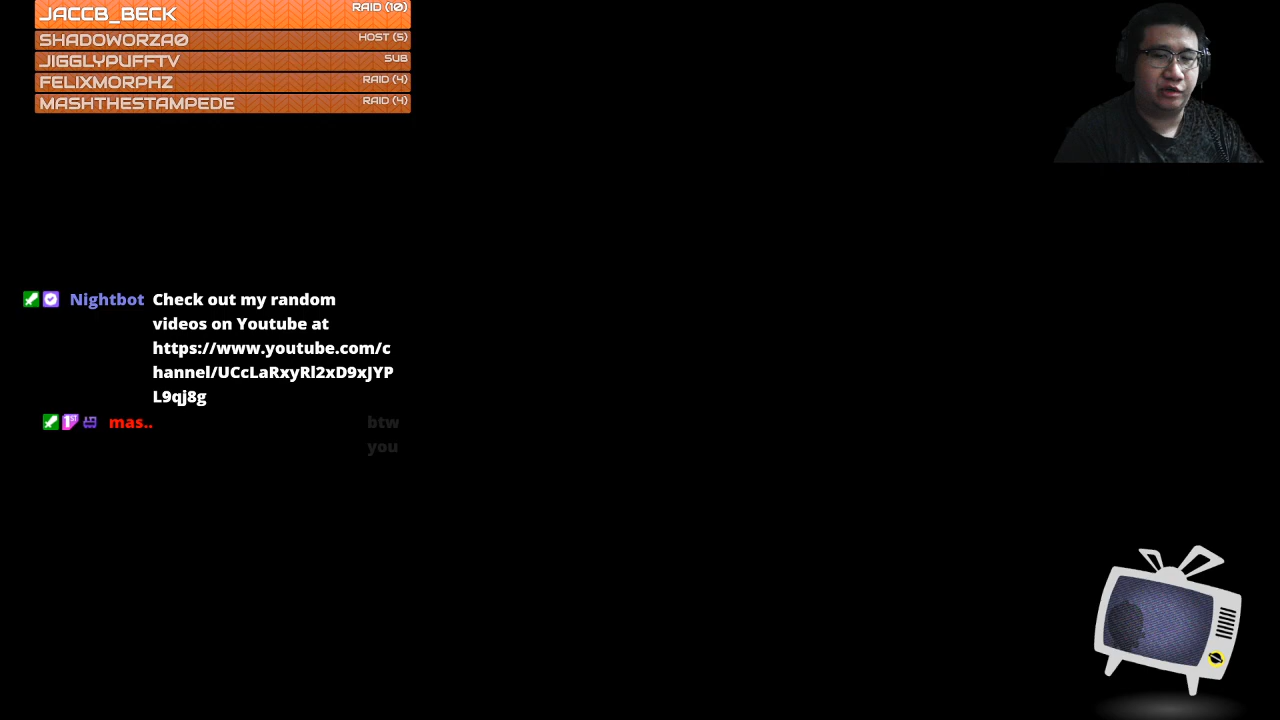 JACCB_BECK RAID (10)
SHADOWORZA0 HOST (5)
JIGGLYPUFFTV SUB
FELIXMORPHZ RAID (4)
MASHTHESTAMPEDE RAID (4)
Nightbot Check out my random
videos on Youtube at
https://www.youtube.com/c
hannel/UCcLaRxyRl2xD9xJYP
L9qj8g
1ST mas.. btw
you